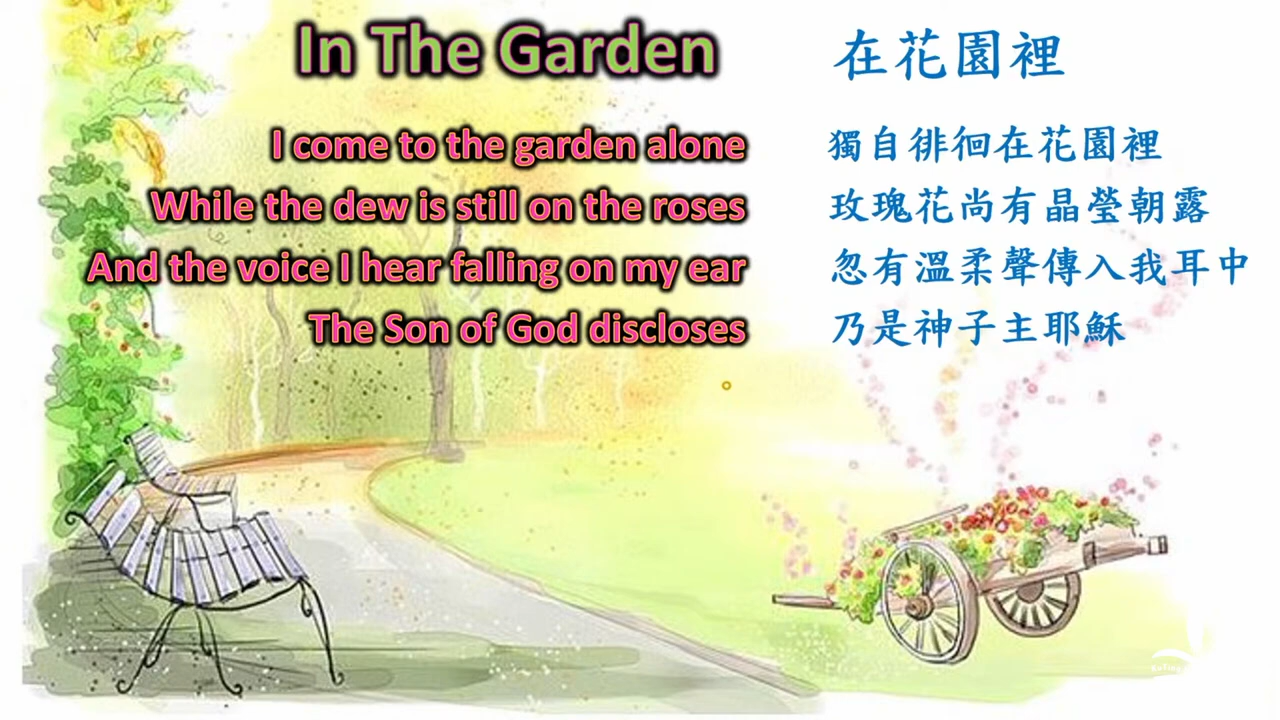 In The Garden
I come to the garden alone
While the dew is still on the roses
And the voice I hear falling on my ear
The Son of God discloses
在花園裡
獨自徘徊在花園裡
玫瑰花尚有晶瑩朝露
忽有溫柔聲傳入我耳中
乃是神子主耶穌